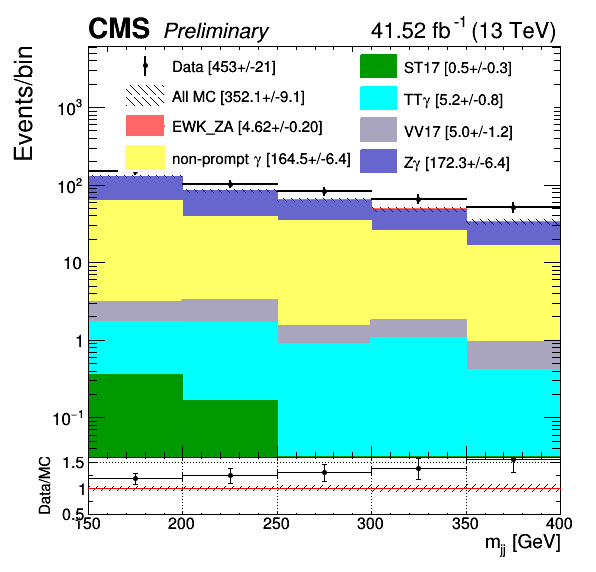 CMS Preliminary 41.52 fb⁻¹ (13 TeV)
Events/bin
Data [453+/-21]
All MC [352.1+/-9.1]
EWK_ZA [4.62+/-0.20]
non-prompt γ [164.5+/-6.4]
ST17 [0.5+/-0.3]
TTγ [5.2+/-0.8]
VV17 [5.0+/-1.2]
Zγ [172.3+/-6.4]
10³
10²
10
1
10⁻¹
Data/MC
1.5
1
0.5
150 200 250 300 350 400
m_jj [GeV]